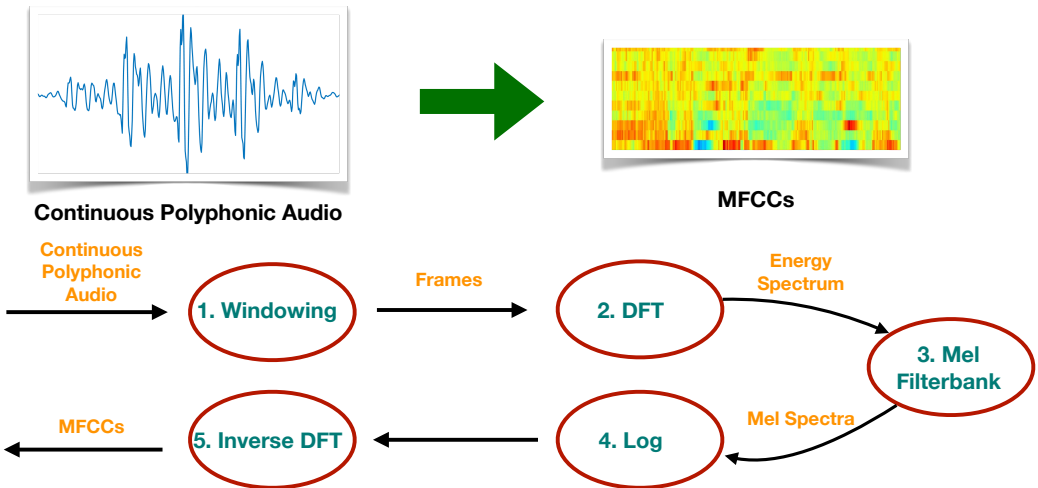 Continuous Polyphonic Audio
MFCCs
Continuous
Polyphonic
Audio
1. Windowing
Frames
2. DFT
Energy
Spectrum
3. Mel
Filterbank
Mel Spectra
4. Log
5. Inverse DFT
MFCCs